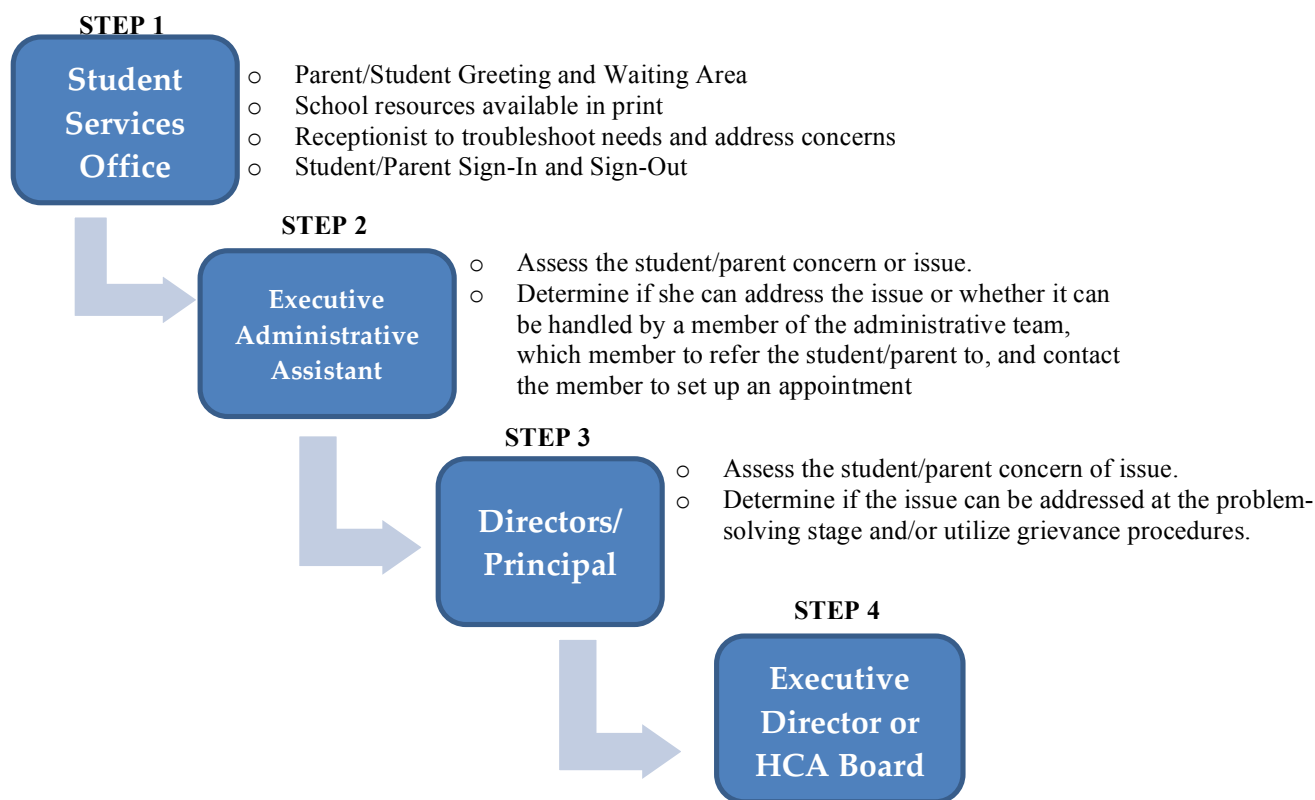 STEP 1
Student
Services
Office
o Parent/Student Greeting and Waiting Area
o School resources available in print
o Receptionist to troubleshoot needs and address concerns
o Student/Parent Sign-In and Sign-Out
STEP 2
Executive
Administrative
Assistant
o Assess the student/parent concern or issue.
o Determine if she can address the issue or whether it can
be handled by a member of the administrative team,
which member to refer the student/parent to, and contact
the member to set up an appointment
STEP 3
Directors/
Principal
o Assess the student/parent concern of issue.
o Determine if the issue can be addressed at the problem-
solving stage and/or utilize grievance procedures.
STEP 4
Executive
Director or
HCA Board